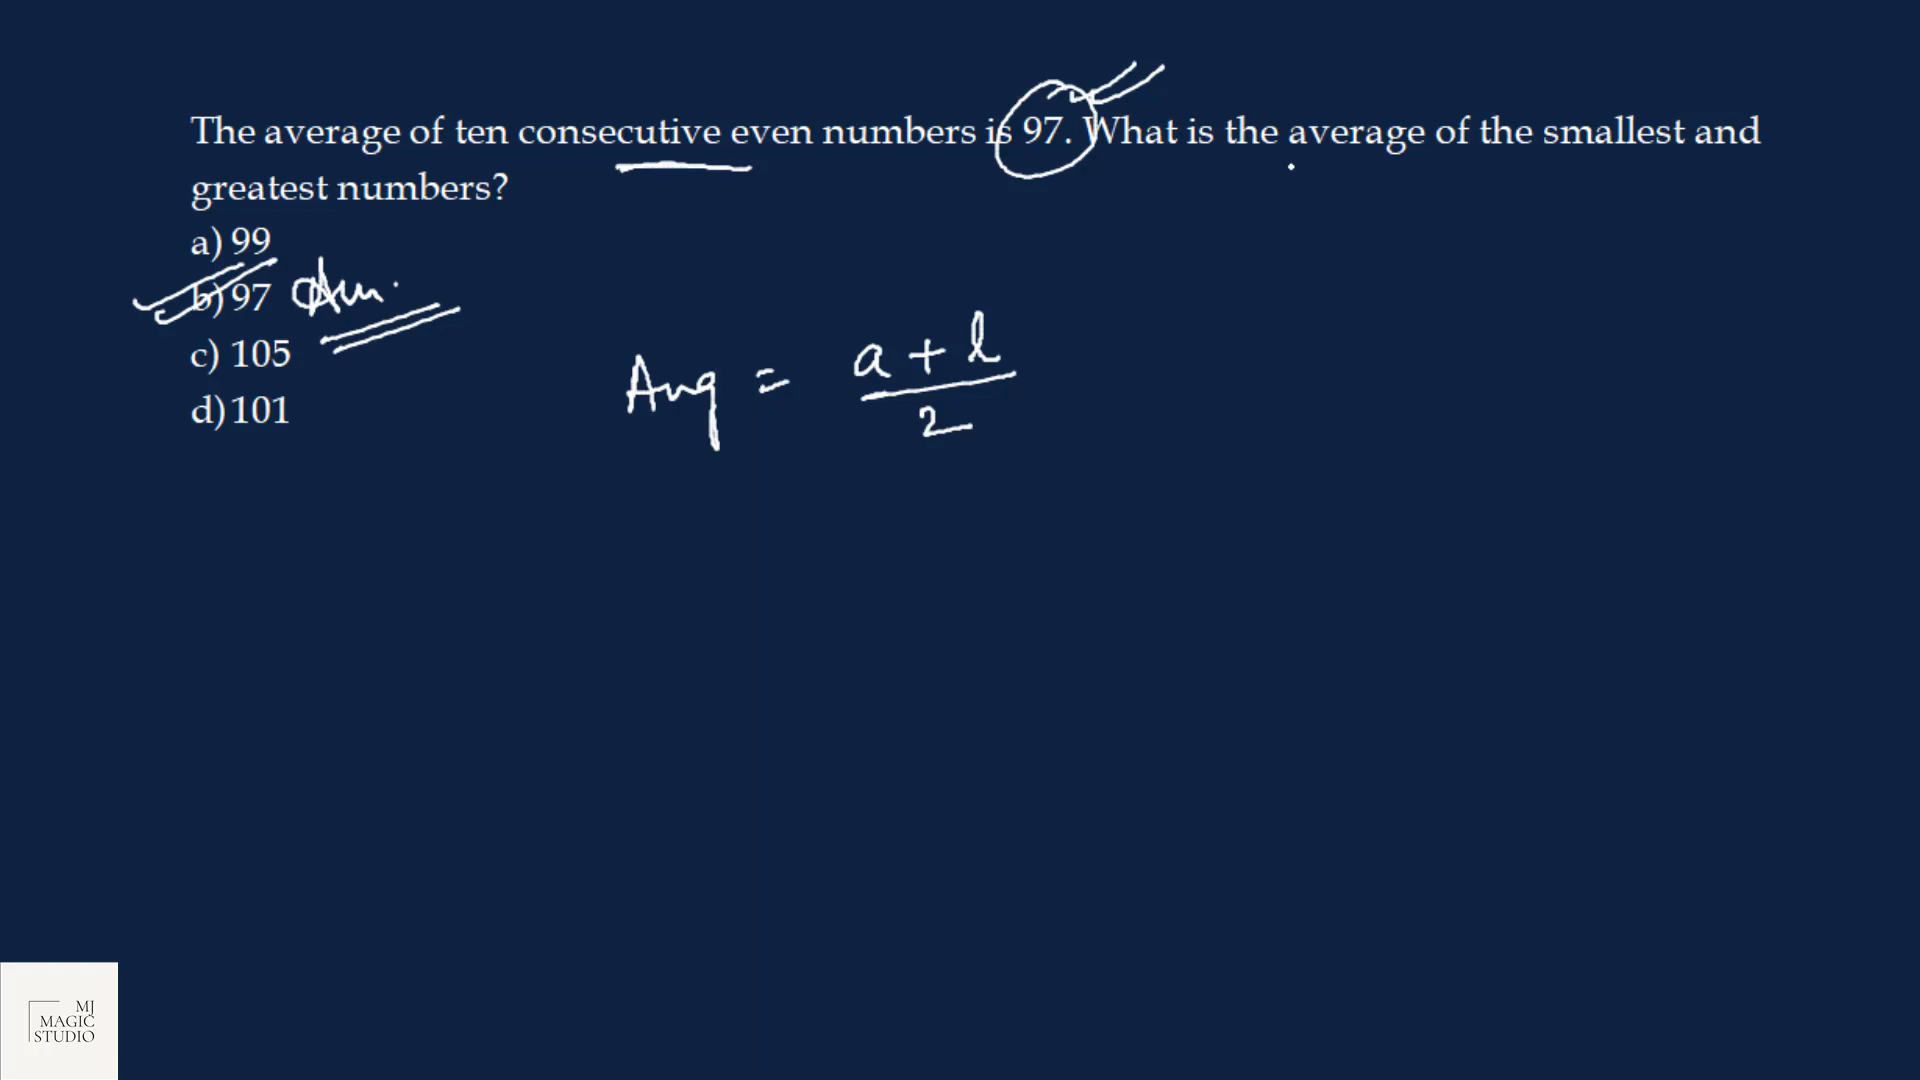 The average of ten consecutive even numbers is 97. What is the average of the smallest and
greatest numbers?
a) 99
b) 97 Ans.
c) 105
d) 101
Avg = a + l
2
MJ
MAGIC
STUDIO